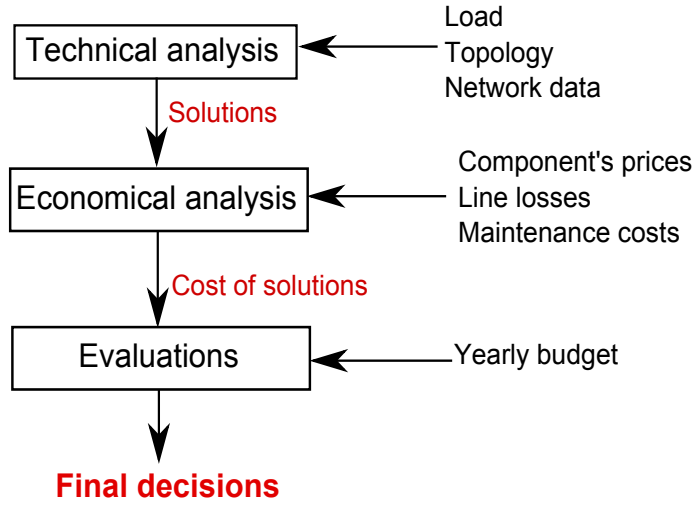 Load
Technical analysis
Topology
Network data
Solutions
Component's prices
Economical analysis
Line losses
Maintenance costs
Cost of solutions
Evaluations
Yearly budget
Final decisions